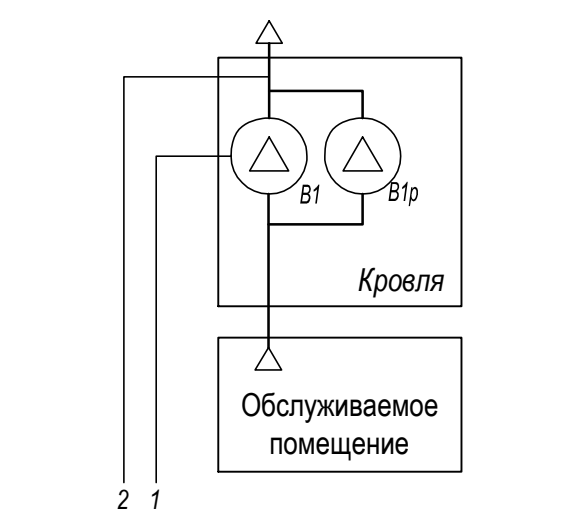 В1
В1р
Кровля
Обслуживаемое
помещение
2 1